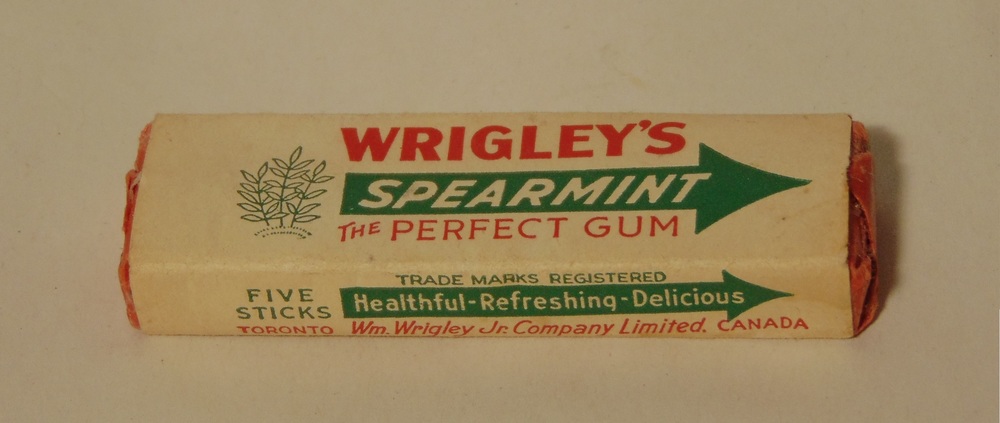 WRIGLEY'S
SPEARMINT
THE PERFECT GUM
TRADE MARKS REGISTERED
FIVE
STICKS
Healthful-Refreshing-Delicious
TORONTO Wm. Wrigley Jr. Company Limited. CANADA